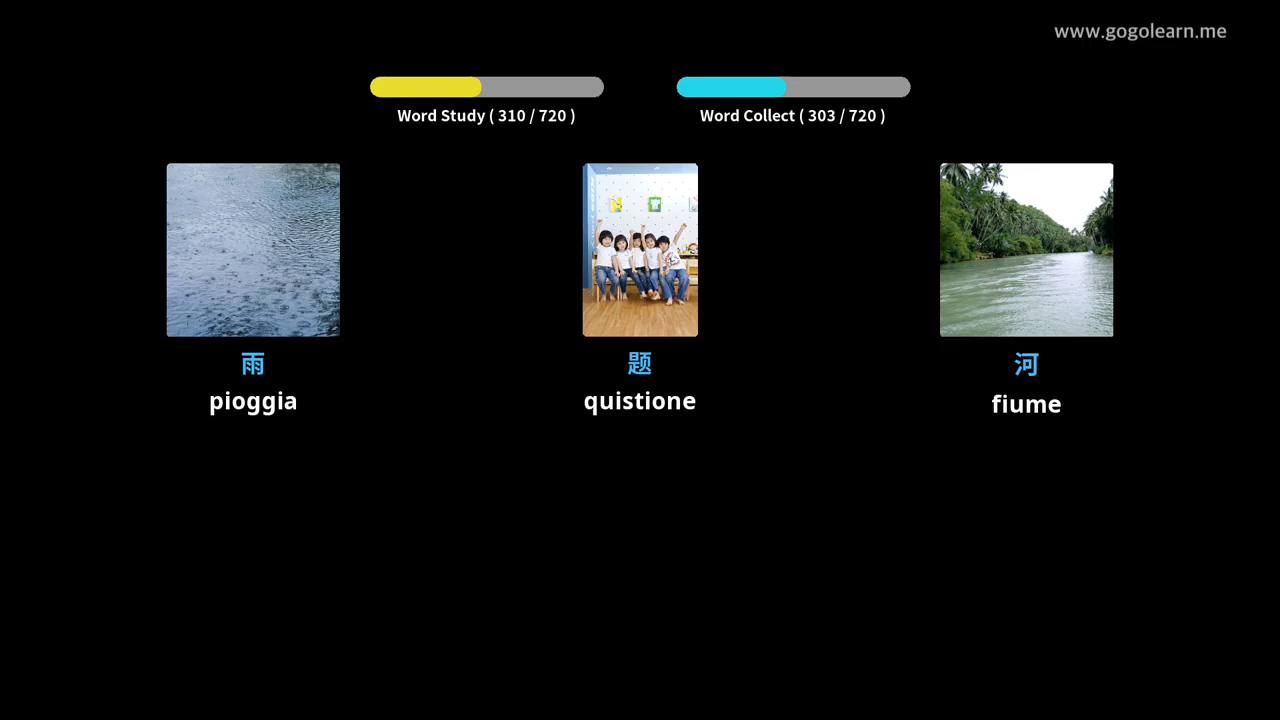 www.gogolearn.me
Word Study ( 310 / 720 )
Word Collect ( 303 / 720 )
雨
题
河
pioggia
quistione
fiume